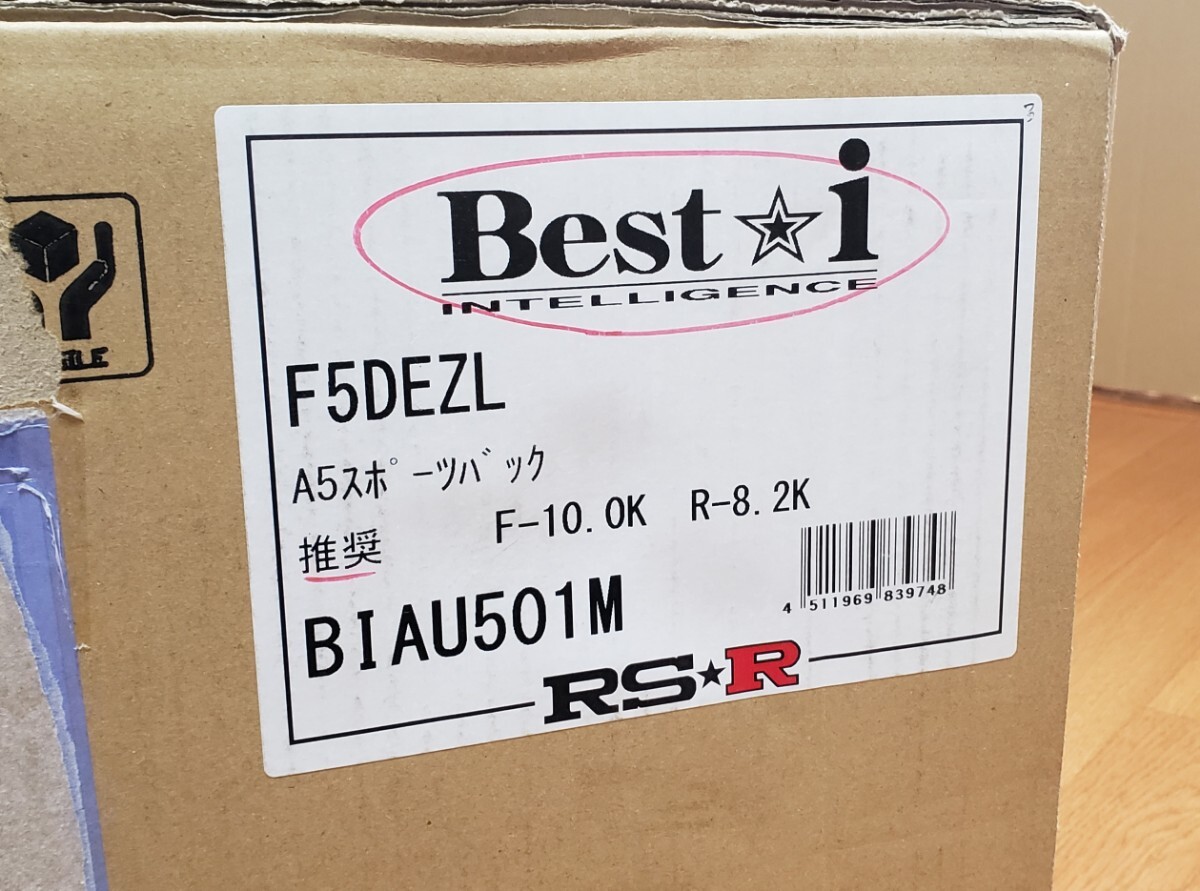 Best☆i
INTELLIGENCE
F5DEZL
A5ｽﾎﾟｰﾂﾊﾞｯｸ
推奨 F-10.0K R-8.2K
BIAU501M
4 511969 839748
RS★R